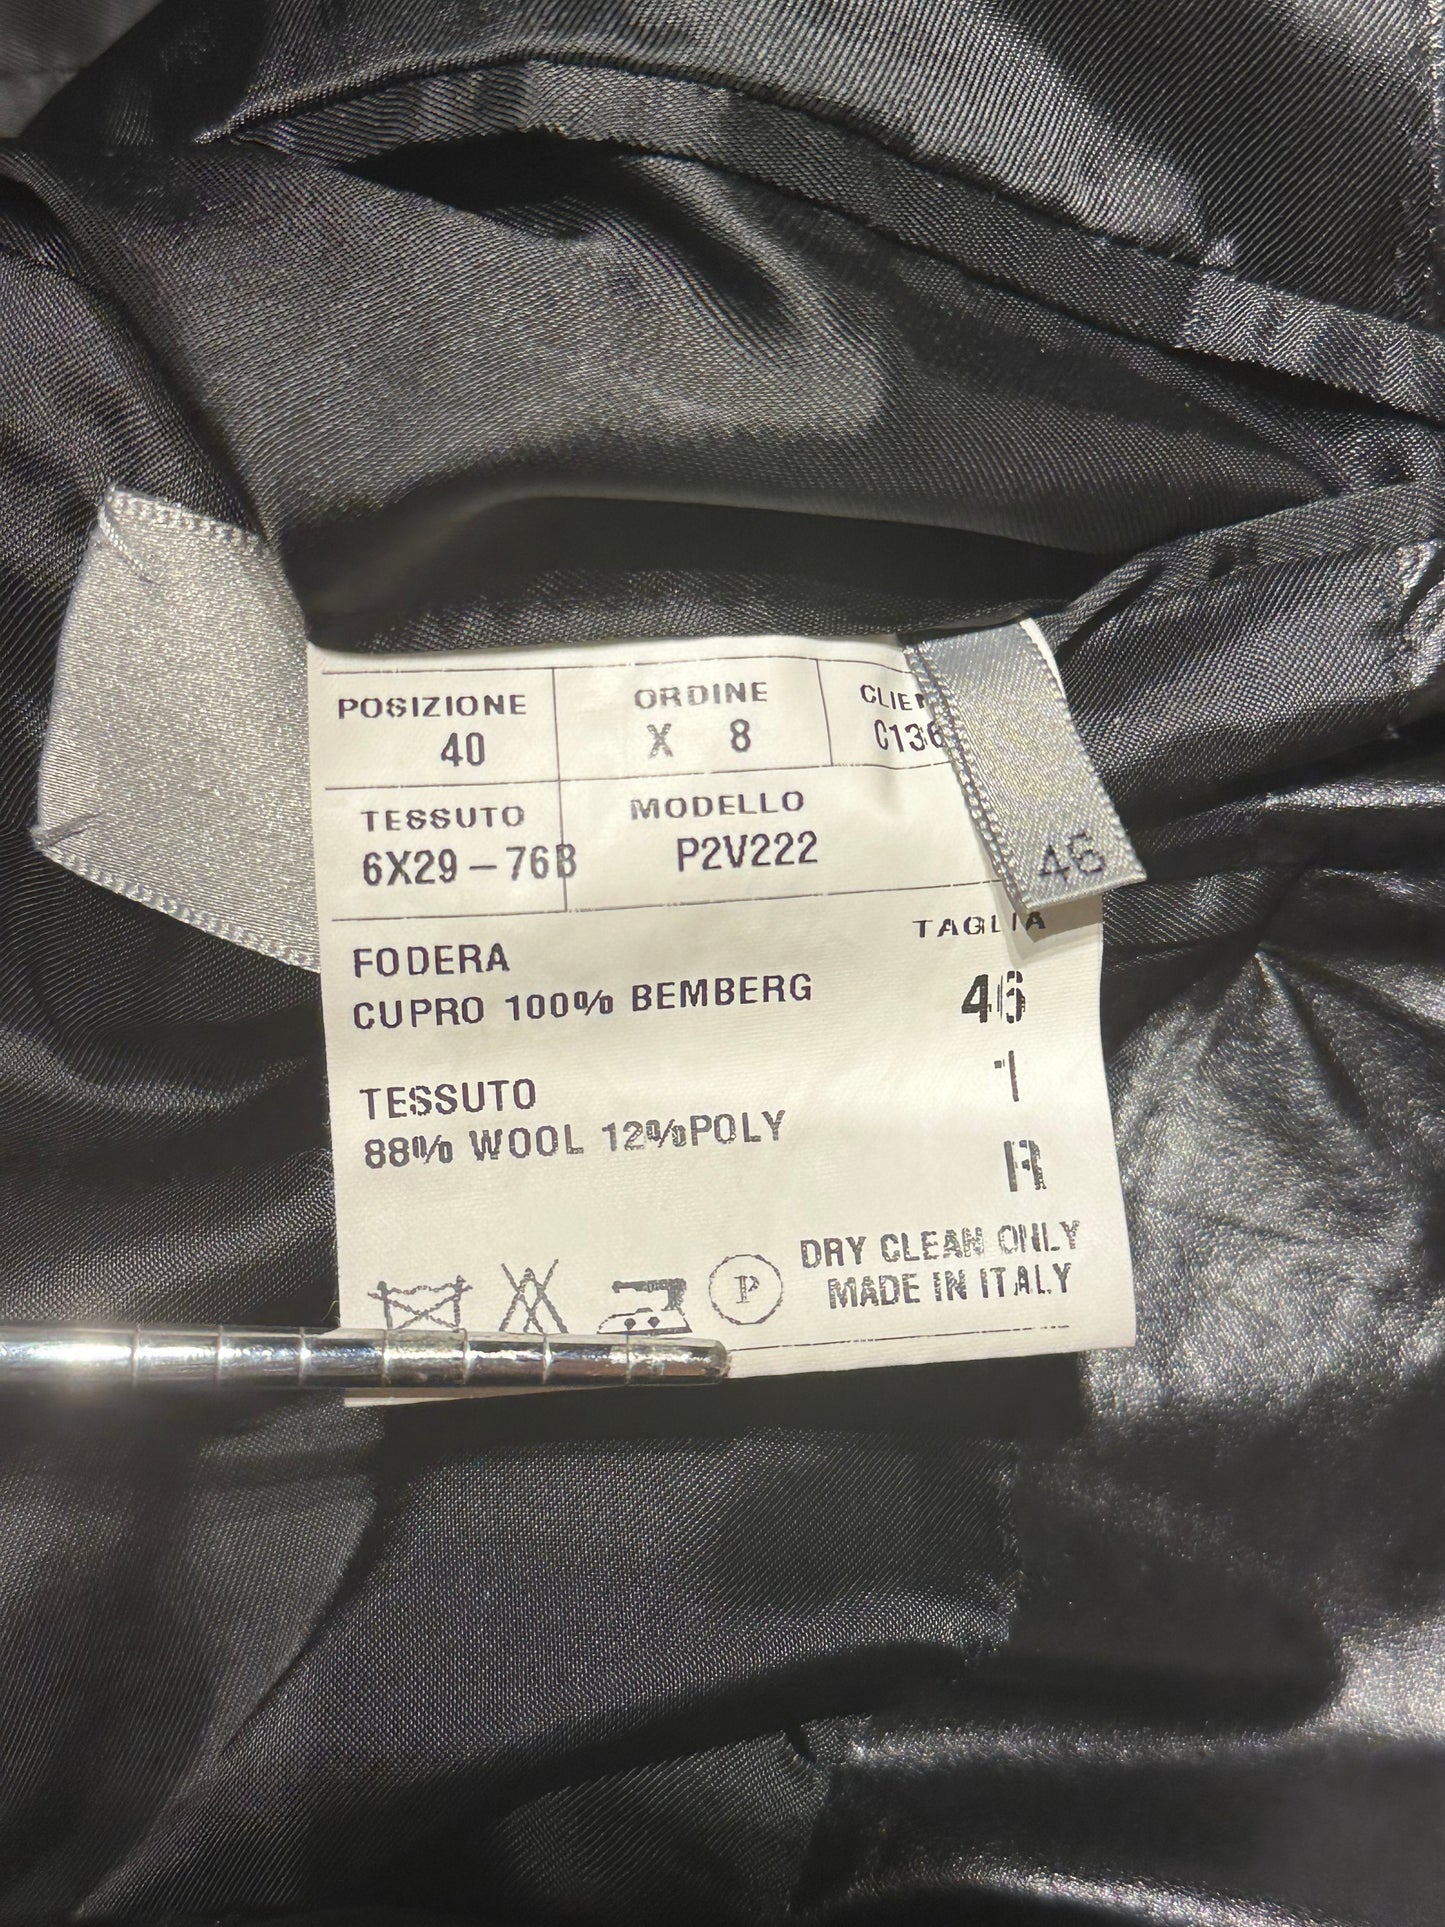 POSIZIONE ORDINE
40 X 8 C136
TESSUTO MODELLO
6X29-76B P2V222
TAGLIA
FODERA
CUPRO 100% BEMBERG 46
1
TESSUTO
88% WOOL 12%POLY
R
DRY CLEAN ONLY
P MADE IN ITALY
46